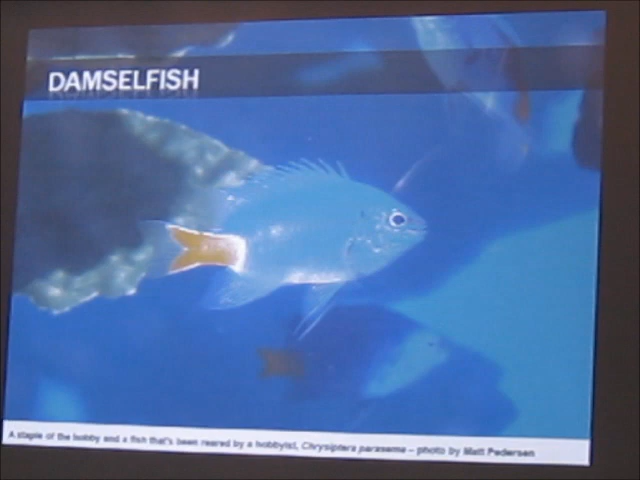 DAMSELFISH
A staple of the hobby and a fish that's been reared by a hobbyist, Chrysiptera parasema – photo by Matt Pedersen